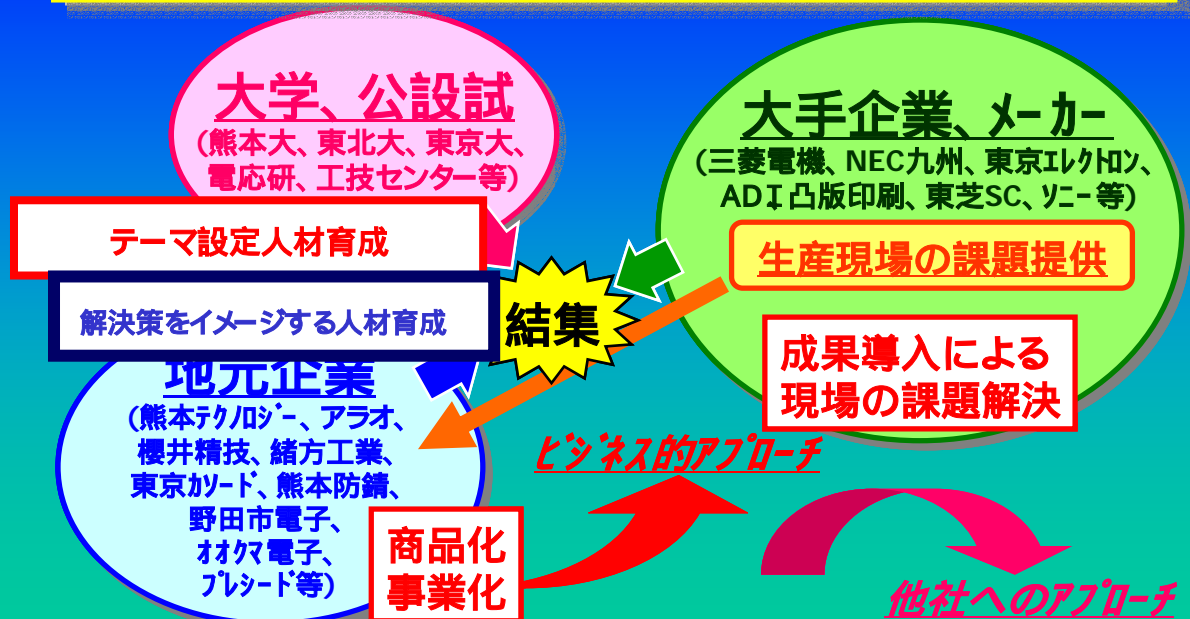 大学、公設試
(熊本大、東北大、東京大、
電応研、工技センター等)
テーマ設定人材育成
解決策をイメージする人材育成
地元企業
(熊本ﾃｸﾉﾛｼﾞｰ、アラオ、
櫻井精技、緒方工業、
東京ｶｿｰﾄﾞ、熊本防錆、
野田市電子、
ｵｵｸﾏ電子、
ﾌﾟﾚｼｰﾄﾞ等)
商品化
事業化
結集
大手企業、ﾒｰｶｰ
(三菱電機、NEC九州、東京ｴﾚｸﾄﾛﾝ、
ADI凸版印刷、東芝SC、ｿﾆｰ等)
生産現場の課題提供
成果導入による
現場の課題解決
ﾋﾞｼﾞﾈｽ的ｱﾌﾟﾛｰﾁ
他社へのｱﾌﾟﾛｰﾁ